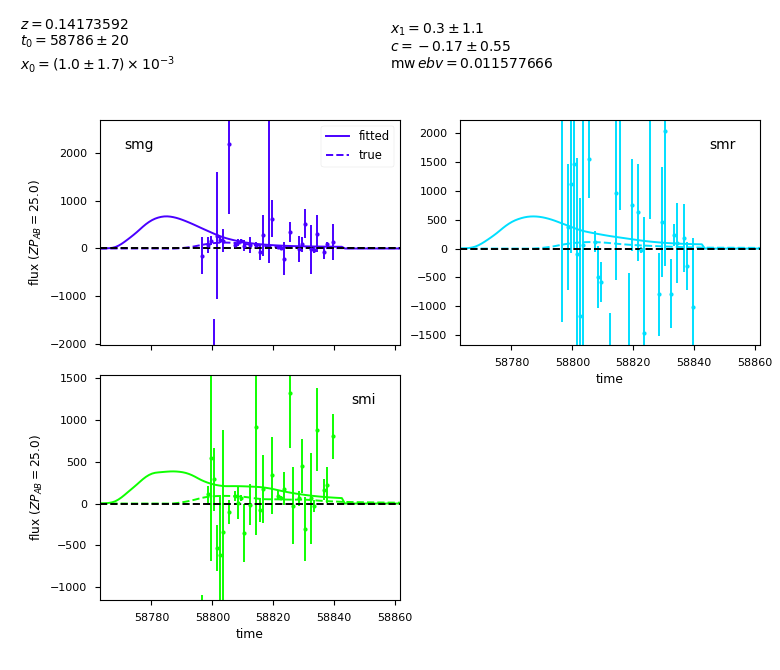 z = 0.14173592
t₀ = 58786 ± 20
x₀ = (1.0 ± 1.7) × 10⁻³
x₁ = 0.3 ± 1.1
c = −0.17 ± 0.55
mw ebv = 0.011577666
smg
fitted
true
2000
1000
0
−1000
−2000
flux (ZP_AB = 25.0)
smr
2000
1500
1000
500
0
−500
−1000
−1500
58780 58800 58820 58840 58860
time
smi
1500
1000
500
0
−500
−1000
flux (ZP_AB = 25.0)
58780 58800 58820 58840 58860
time